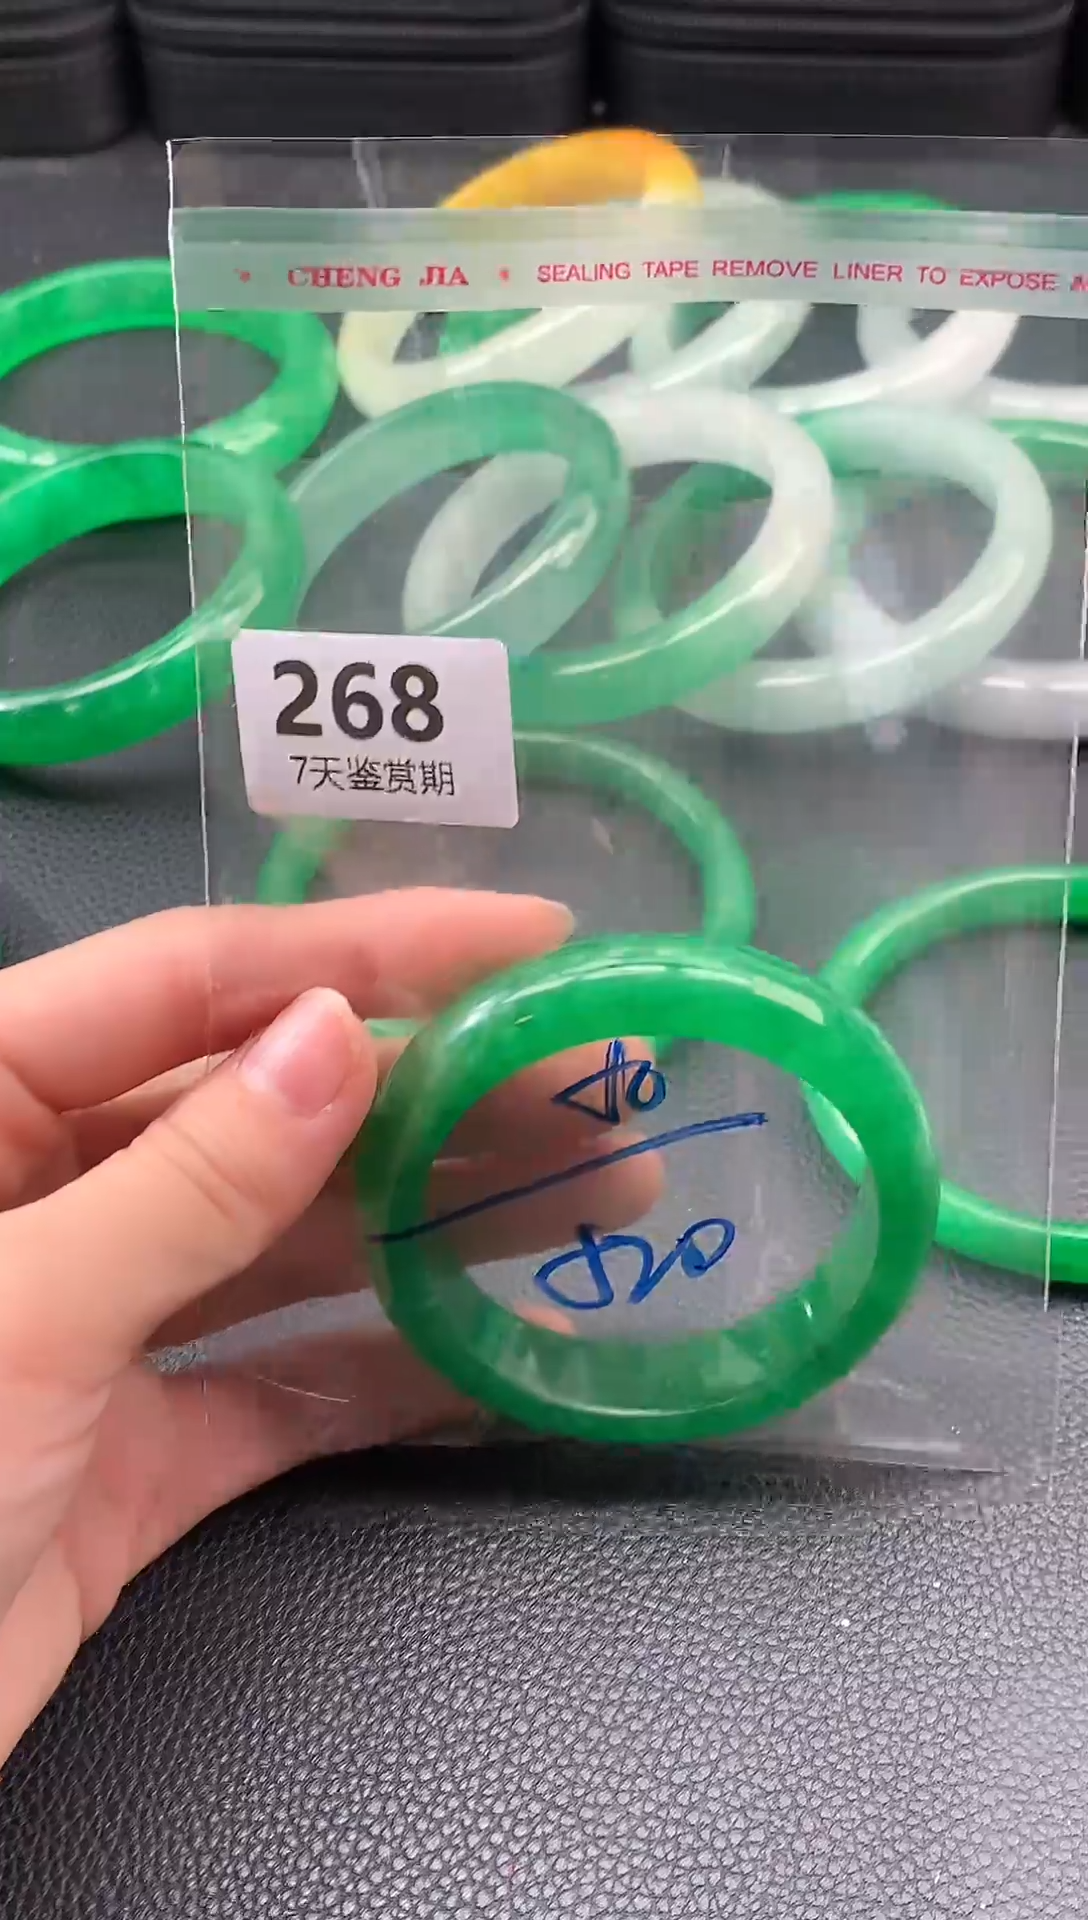 * CHENG JIA * SEALING TAPE REMOVE LINER TO EXPOSE
268
7天鉴赏期